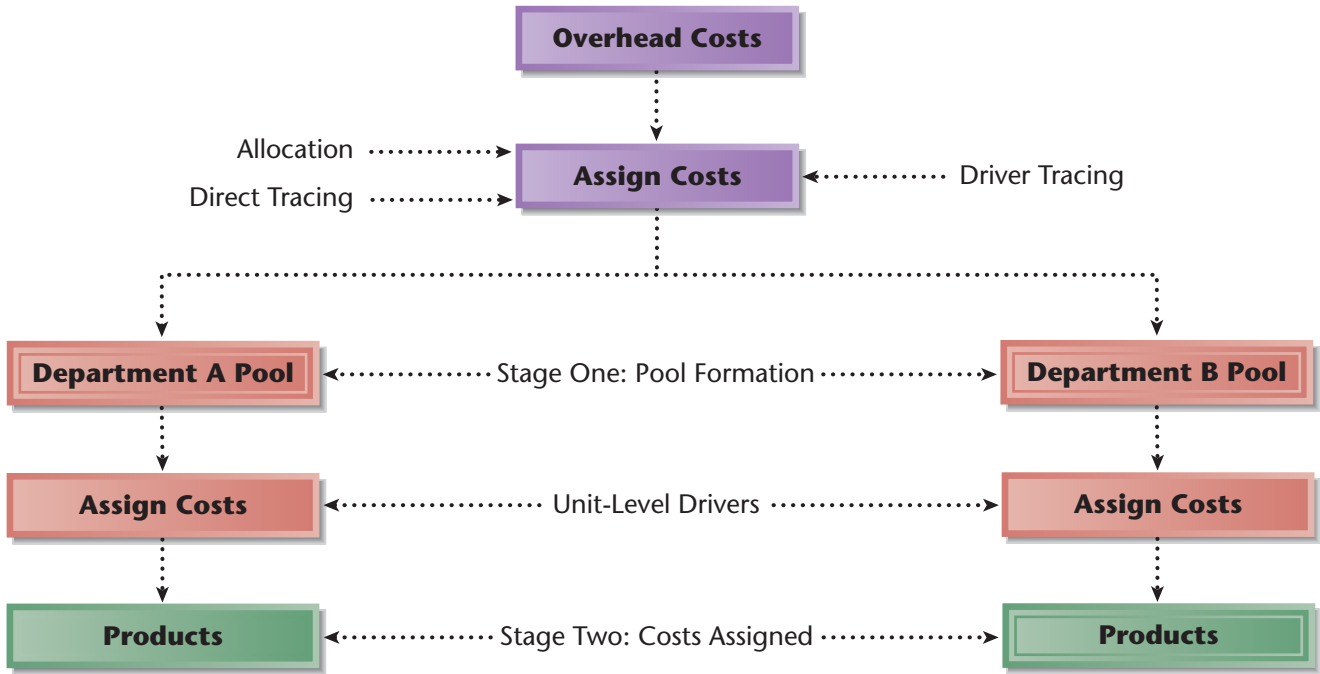 Overhead Costs
Allocation
Assign Costs
Driver Tracing
Direct Tracing
Department A Pool
Stage One: Pool Formation
Department B Pool
Assign Costs
Unit-Level Drivers
Assign Costs
Products
Stage Two: Costs Assigned
Products